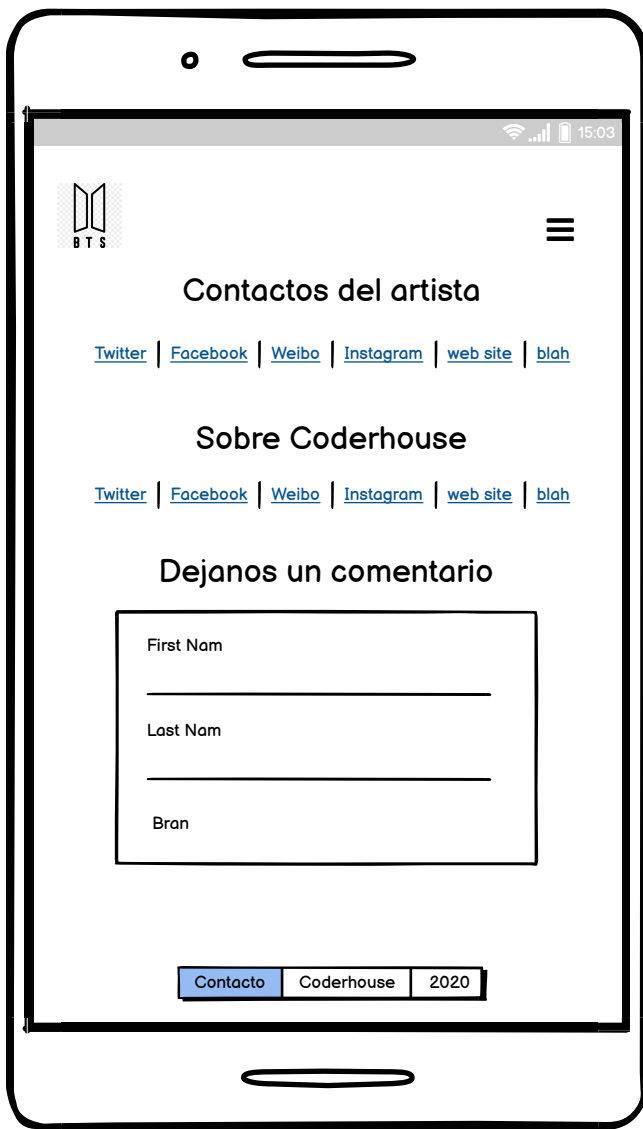 15:03
BTS
Contactos del artista
Twitter | Facebook | Weibo | Instagram | web site | blah
Sobre Coderhouse
Twitter | Facebook | Weibo | Instagram | web site | blah
Dejanos un comentario
First Nam
Last Nam
Bran
Contacto Coderhouse 2020